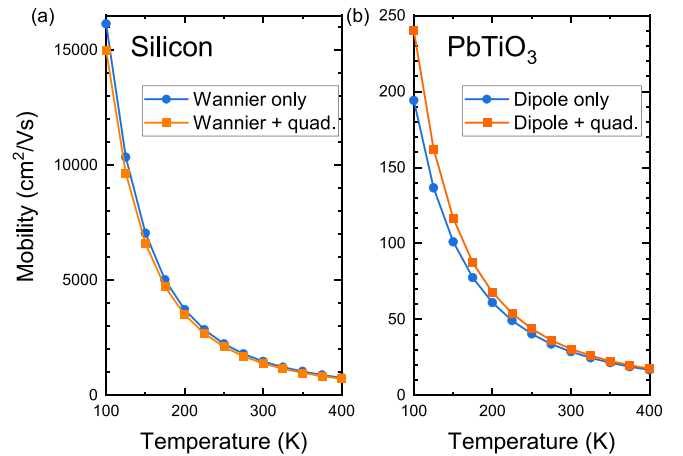 (a)
Silicon
Wannier only
Wannier + quad.
Mobility (cm²/Vs)
15000
10000
5000
0
100
200
300
400
Temperature (K)
(b)
PbTiO₃
Dipole only
Dipole + quad.
250
200
150
100
50
0
100
200
300
400
Temperature (K)